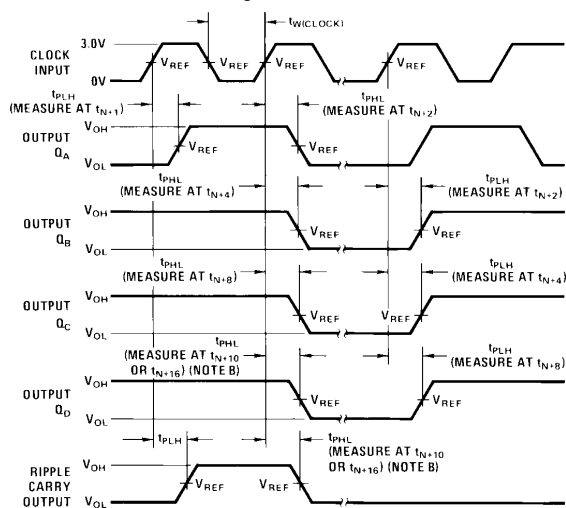 tW(CLOCK)
CLOCK INPUT
3.0V
0V
VREF VREF VREF VREF
tPLH (MEASURE AT tN+1)
tPHL (MEASURE AT tN+2)
OUTPUT QA
VOH
VOL
VREF VREF
tPHL (MEASURE AT tN+4)
tPLH (MEASURE AT tN+2)
OUTPUT QB
VOH
VOL
VREF VREF
tPHL (MEASURE AT tN+8)
tPLH (MEASURE AT tN+4)
OUTPUT QC
VOH
VOL
VREF VREF
tPHL (MEASURE AT tN+10 OR tN+16) (NOTE B)
tPLH (MEASURE AT tN+8)
OUTPUT QD
VOH
VOL
VREF VREF
tPLH
tPHL (MEASURE AT tN+10 OR tN+16) (NOTE B)
RIPPLE CARRY OUTPUT
VOH
VOL
VREF VREF